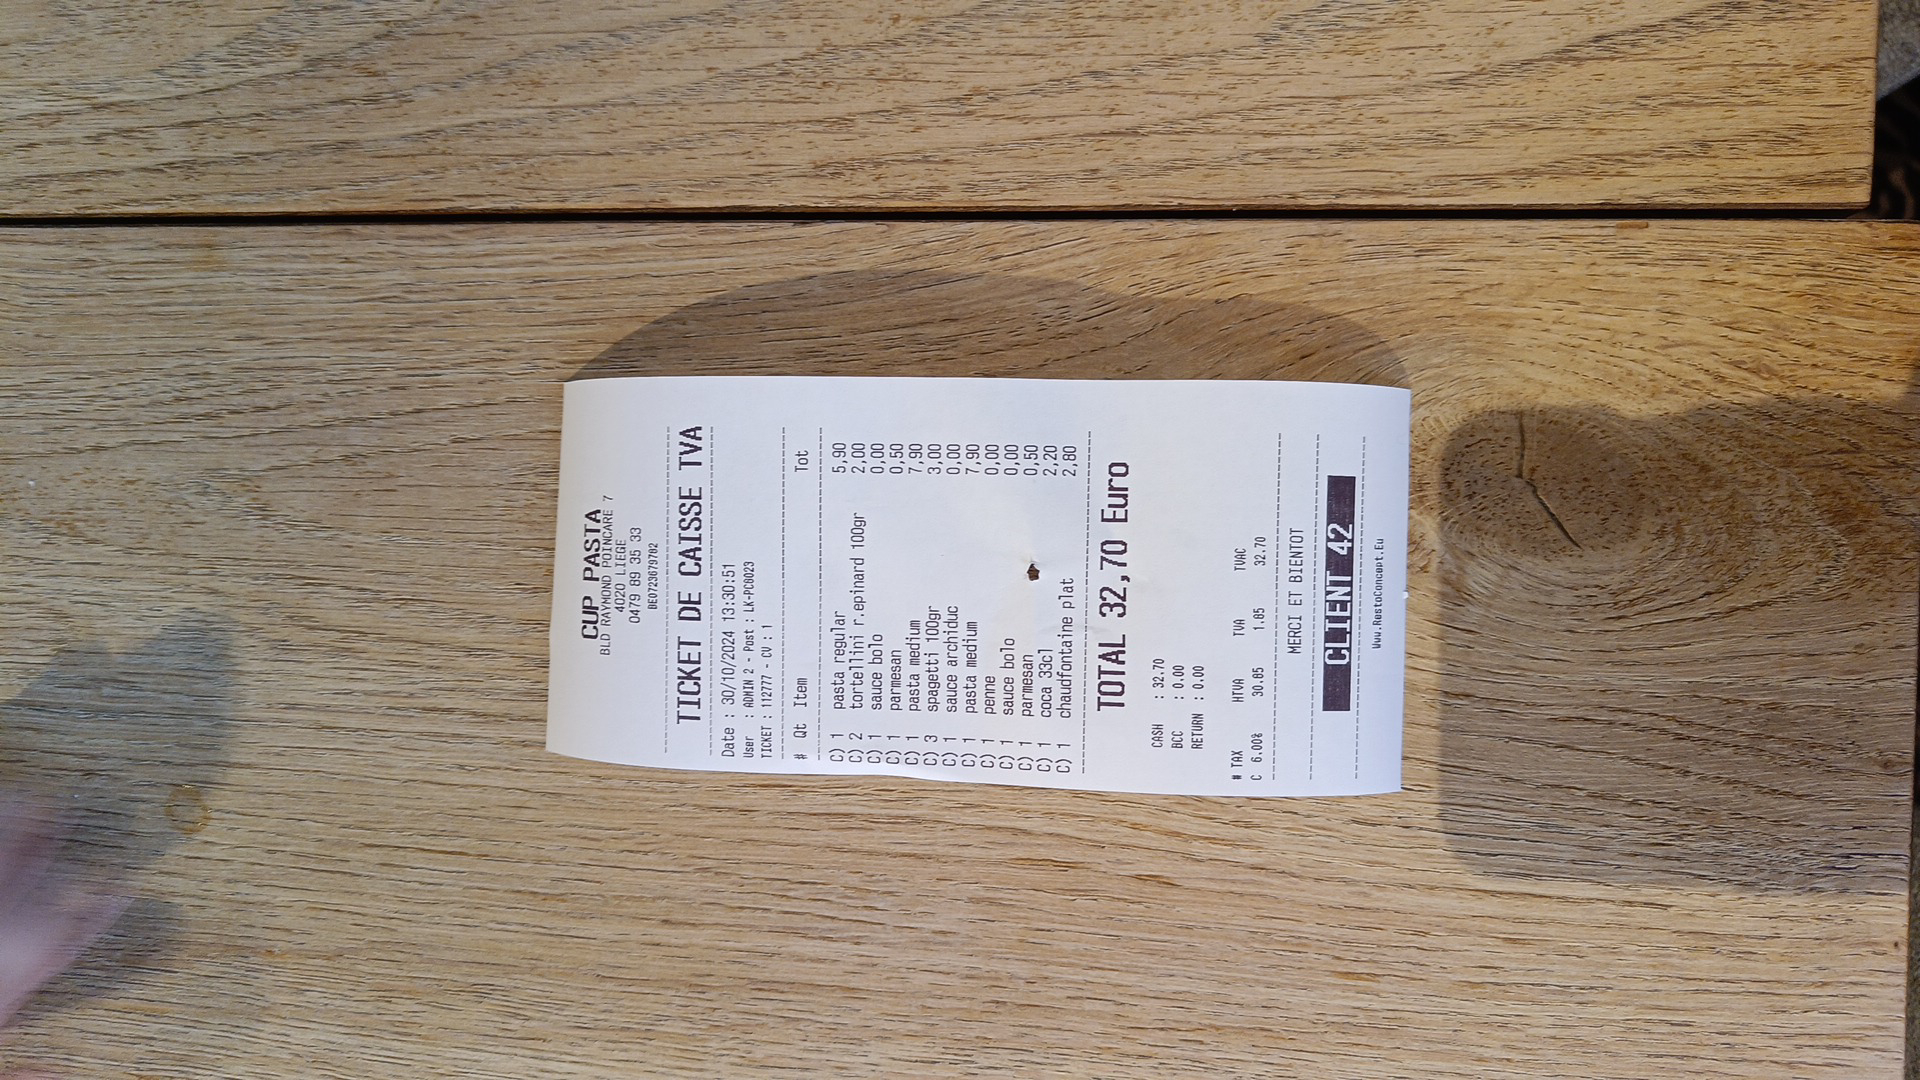 CUP PASTA
BLD RAYMOND POINCARE 7
4020 LIEGE
0479 89 35 33
BE0723679702
TICKET DE CAISSE TVA
Date : 30/10/2024 13:30:51
User : ADMIN 2 - Post : LK-PC8023
TICKET : 112777 - CV : 1
# Qt Item Tot
C) 1 pasta regular 5,90
C) 2 tortellini r.epinard 100gr 2,00
C) 1 sauce bolo 0,00
C) 1 parmesan 0,50
C) 1 pasta medium 7,90
C) 3 spagetti 100gr 3,00
C) 1 sauce archiduc 0,00
C) 1 pasta medium 7,90
C) 1 penne 0,00
C) 1 sauce bolo 0,00
C) 1 parmesan 0,50
C) 1 coca 33cl 2,20
C) 1 chaudfontaine plat 2,80
TOTAL 32,70 Euro
CASH : 32.70
BCC : 0.00
RETURN : 0.00
# TAX HTVA TVA TVAC
C 6.00% 30.85 1.85 32.70
MERCI ET BIENTOT
CLIENT 42
www.RestoConcept.Eu